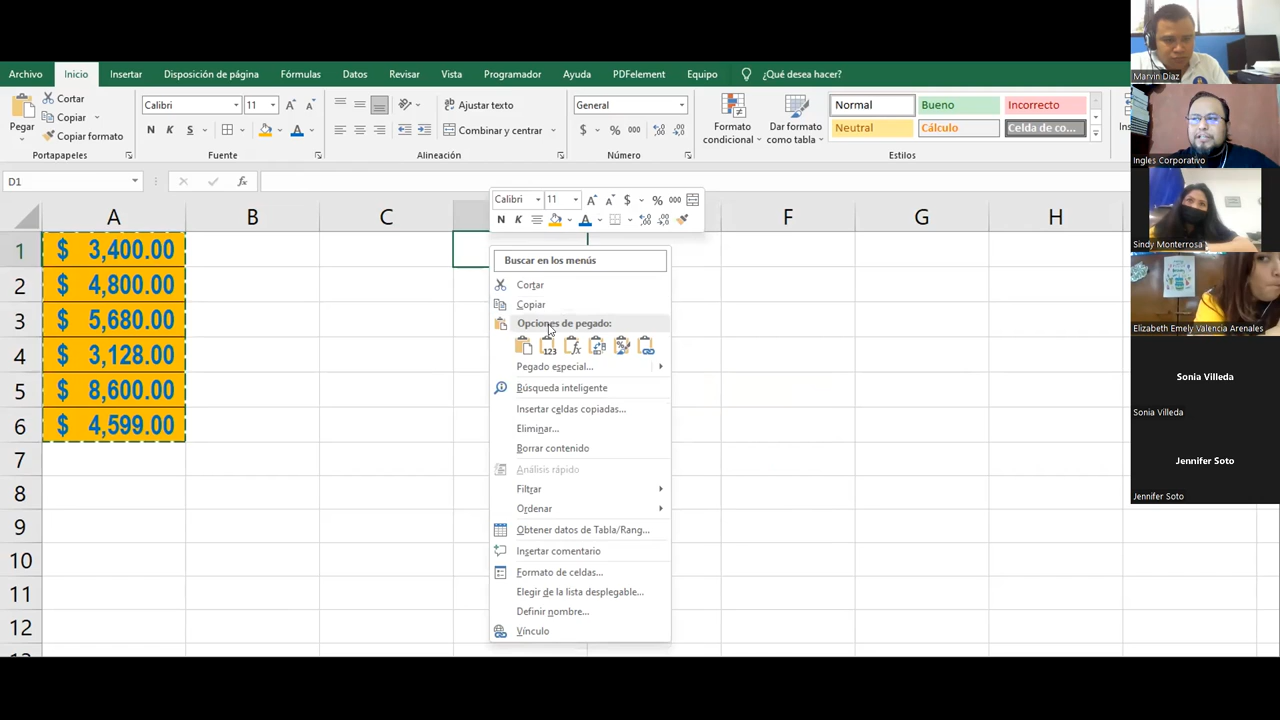 Archivo Inicio Insertar Disposición de página Fórmulas Datos Revisar Vista Programador Ayuda PDFelement Equipo ¿Qué desea hacer?
Pegar
Cortar
Copiar
Copiar formato
Portapapeles
Calibri 11
N K S
Fuente
Ajustar texto
Combinar y centrar
Alineación
General
$ % 000
Número
Formato condicional
Dar formato como tabla
Normal Bueno Incorrecto
Neutral Cálculo Celda de co...
Estilos
D1
Calibri 11 $ % 000
N K
A B C F G H
1 $ 3,400.00
2 $ 4,800.00
3 $ 5,680.00
4 $ 3,128.00
5 $ 8,600.00
6 $ 4,599.00
7
8
9
10
11
12
Buscar en los menús
Cortar
Copiar
Opciones de pegado:
123
Pegado especial...
Búsqueda inteligente
Insertar celdas copiadas...
Eliminar...
Borrar contenido
Análisis rápido
Filtrar
Ordenar
Obtener datos de Tabla/Rang...
Insertar comentario
Formato de celdas...
Elegir de la lista desplegable...
Definir nombre...
Vínculo
Marvin Diaz
Ingles Corporativo
Sindy Monterrosa
Elizabeth Emely Valencia Arenales
Sonia Villeda
Sonia Villeda
Jennifer Soto
Jennifer Soto